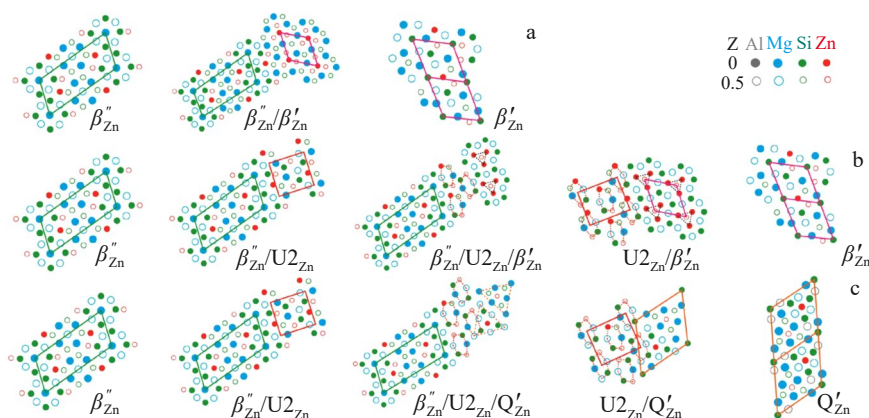 a
Z Al Mg Si Zn
0
0.5
β″Zn
β″Zn/β′Zn
β′Zn
b
β″Zn
β″Zn/U2Zn
β″Zn/U2Zn/β′Zn
U2Zn/β′Zn
β′Zn
c
β″Zn
β″Zn/U2Zn
β″Zn/U2Zn/Q′Zn
U2Zn/Q′Zn
Q′Zn